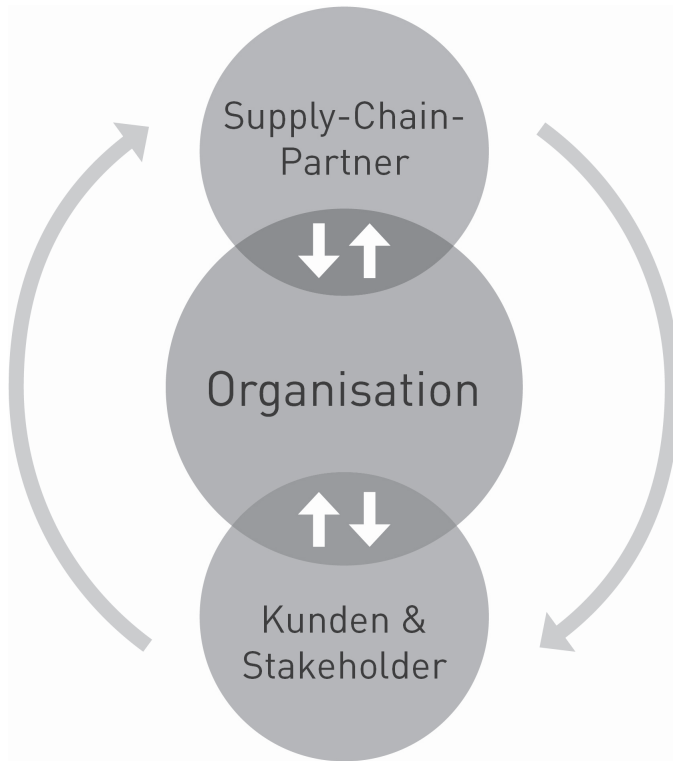 Supply-Chain-
Partner
Organisation
Kunden &
Stakeholder